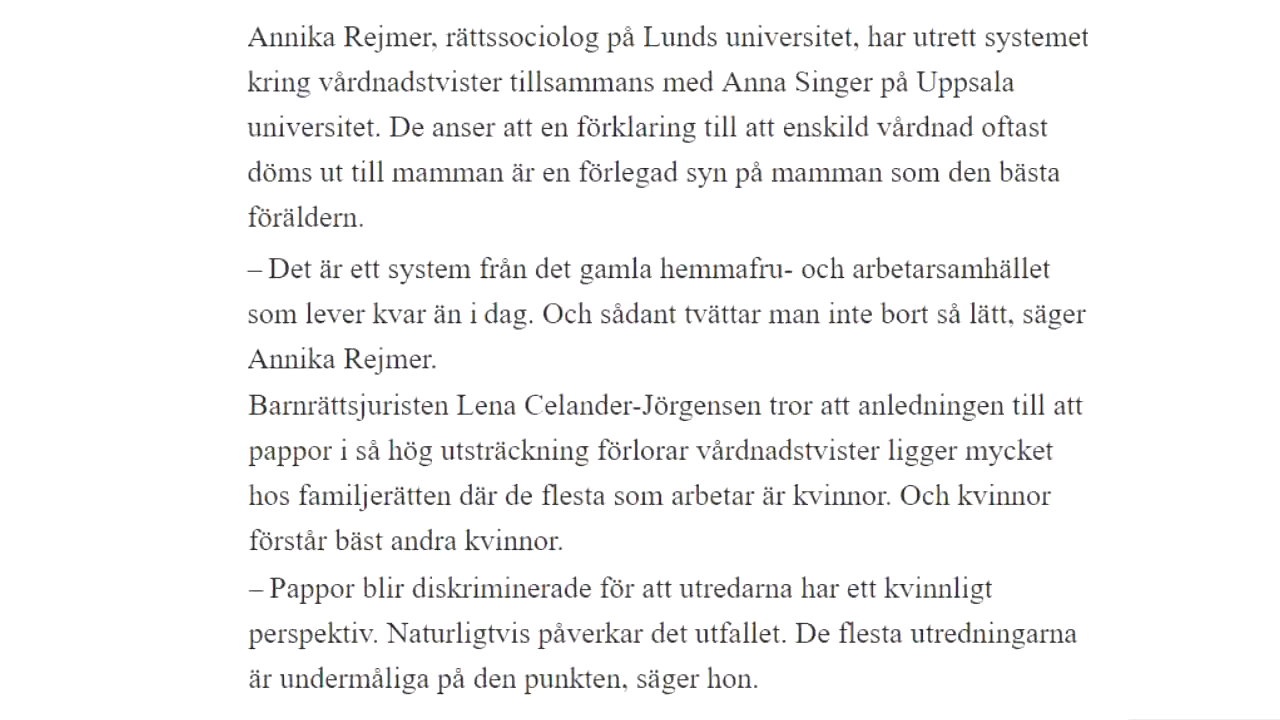 Annika Rejmer, rättssociolog på Lunds universitet, har utrett systemet
kring vårdnadstvister tillsammans med Anna Singer på Uppsala
universitet. De anser att en förklaring till att enskild vårdnad oftast
döms ut till mamman är en förlegad syn på mamman som den bästa
föräldern.
– Det är ett system från det gamla hemmafru- och arbetarsamhället
som lever kvar än i dag. Och sådant tvättar man inte bort så lätt, säger
Annika Rejmer.
Barnrättsjuristen Lena Celander-Jörgensen tror att anledningen till att
pappor i så hög utsträckning förlorar vårdnadstvister ligger mycket
hos familjerätten där de flesta som arbetar är kvinnor. Och kvinnor
förstår bäst andra kvinnor.
– Pappor blir diskriminerade för att utredarna har ett kvinnligt
perspektiv. Naturligtvis påverkar det utfallet. De flesta utredningarna
är undermåliga på den punkten, säger hon.